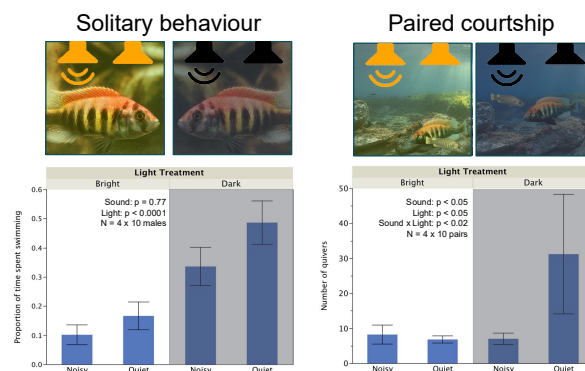 Solitary behaviour
Paired courtship
Light Treatment
Bright
Dark
Proportion of time spent swimming
0.6
0.5
0.4
0.3
0.2
0.1
0.0
Sound: p = 0.77
Light: p < 0.0001
N = 4 x 10 males
Noisy
Quiet
Noisy
Quiet
Light Treatment
Bright
Dark
Number of quivers
50
40
30
20
10
0
Sound: p < 0.05
Light: p < 0.05
Sound x Light: p < 0.02
N = 4 x 10 pairs
Noisy
Quiet
Noisy
Quiet